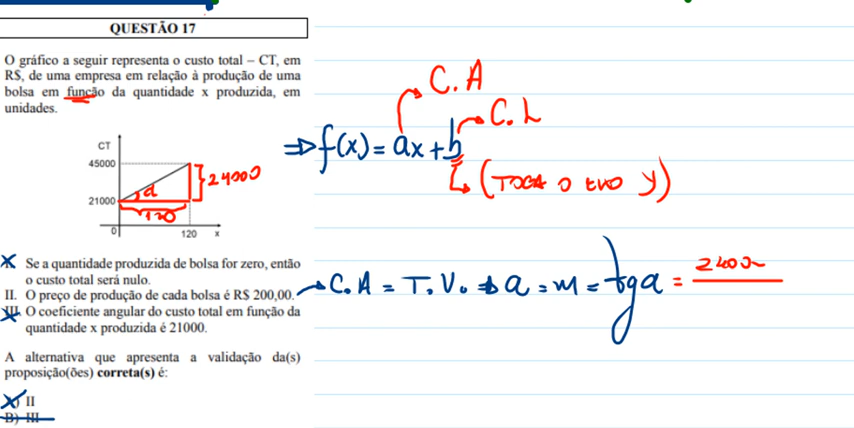 QUESTÃO 17
O gráfico a seguir representa o custo total – CT, em
R$, de uma empresa em relação à produção de uma
bolsa em função da quantidade x produzida, em
unidades.
C.A
C.L
⇒ f(x) = ax + b
(TOCA O EIXO Y)
CT
45000
24000
21000
α
120
0
120
x
Se a quantidade produzida de bolsa for zero, então
o custo total será nulo.
II. O preço de produção de cada bolsa é R$ 200,00.
C.A = T.V. ⇒ a = m = tgα = 2400
III. O coeficiente angular do custo total em função da
quantidade x produzida é 21000.
A alternativa que apresenta a validação da(s)
proposição(ões) correta(s) é:
II
B) III